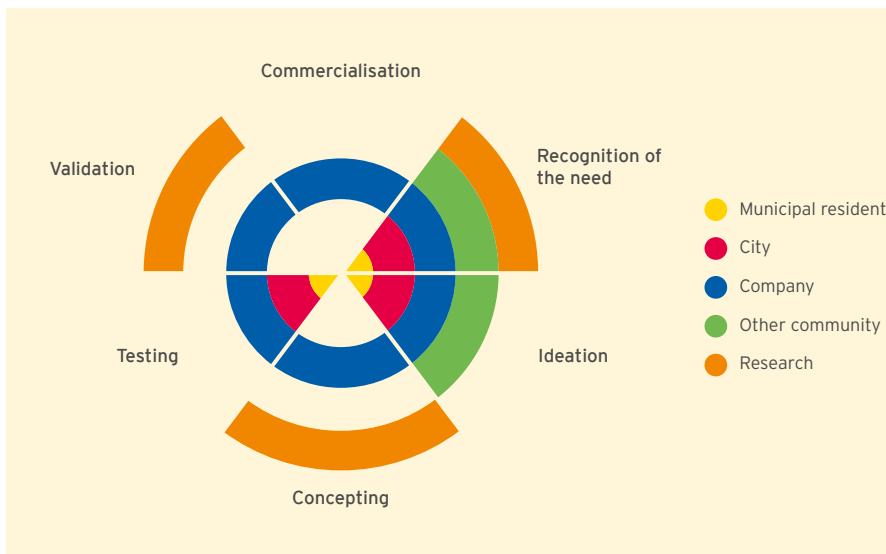 Commercialisation
Validation
Recognition of
the need
Municipal resident
City
Company
Other community
Research
Testing
Ideation
Concepting